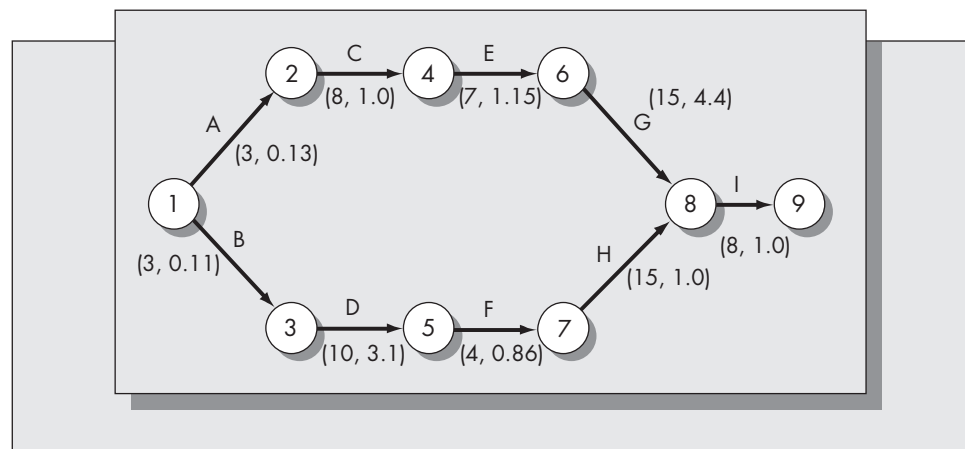 C
E
2
4
6
(8, 1.0)
(7, 1.15)
(15, 4.4)
A
G
(3, 0.13)
I
1
8
9
B
(8, 1.0)
(3, 0.11)
H
(15, 1.0)
D
F
3
5
7
(10, 3.1)
(4, 0.86)